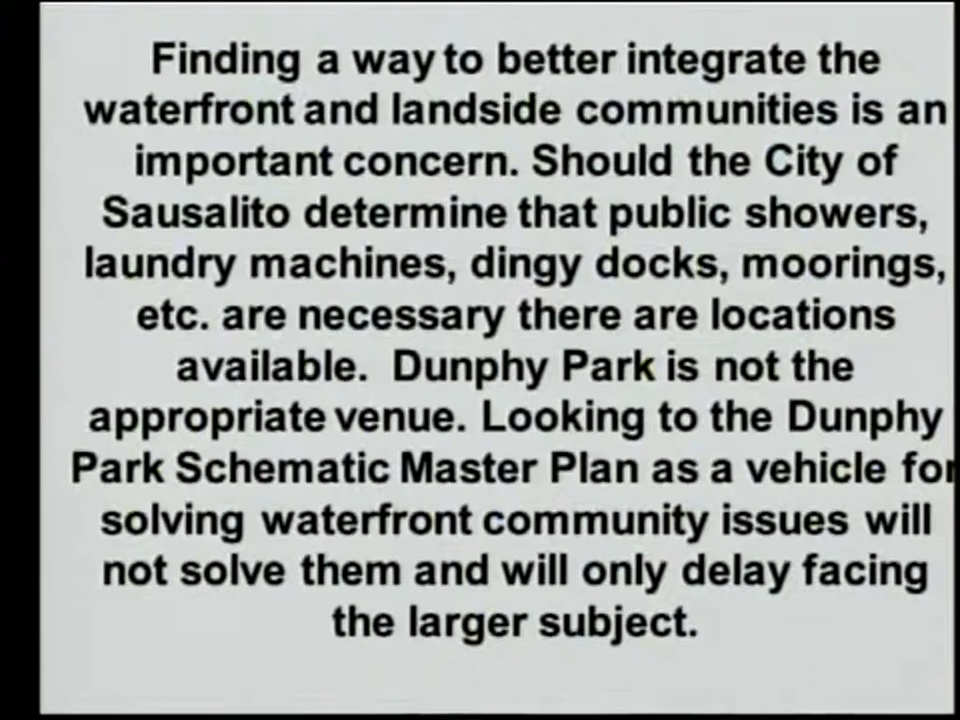 Finding a way to better integrate the
waterfront and landside communities is an
important concern. Should the City of
Sausalito determine that public showers,
laundry machines, dingy docks, moorings,
etc. are necessary there are locations
available. Dunphy Park is not the
appropriate venue. Looking to the Dunphy
Park Schematic Master Plan as a vehicle for
solving waterfront community issues will
not solve them and will only delay facing
the larger subject.